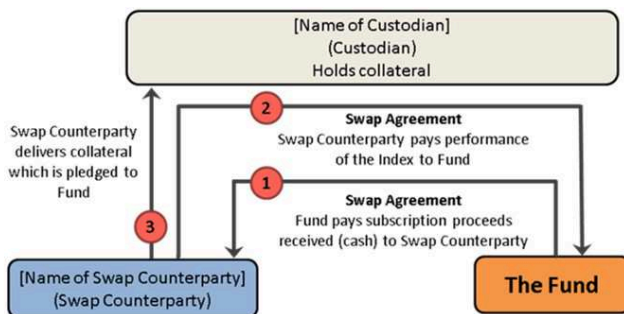 [Name of Custodian]
(Custodian)
Holds collateral
2
Swap Agreement
Swap Counterparty pays performance
of the Index to Fund
Swap Counterparty
delivers collateral
which is pledged to
Fund
1
Swap Agreement
Fund pays subscription proceeds
received (cash) to Swap Counterparty
3
[Name of Swap Counterparty]
(Swap Counterparty)
The Fund